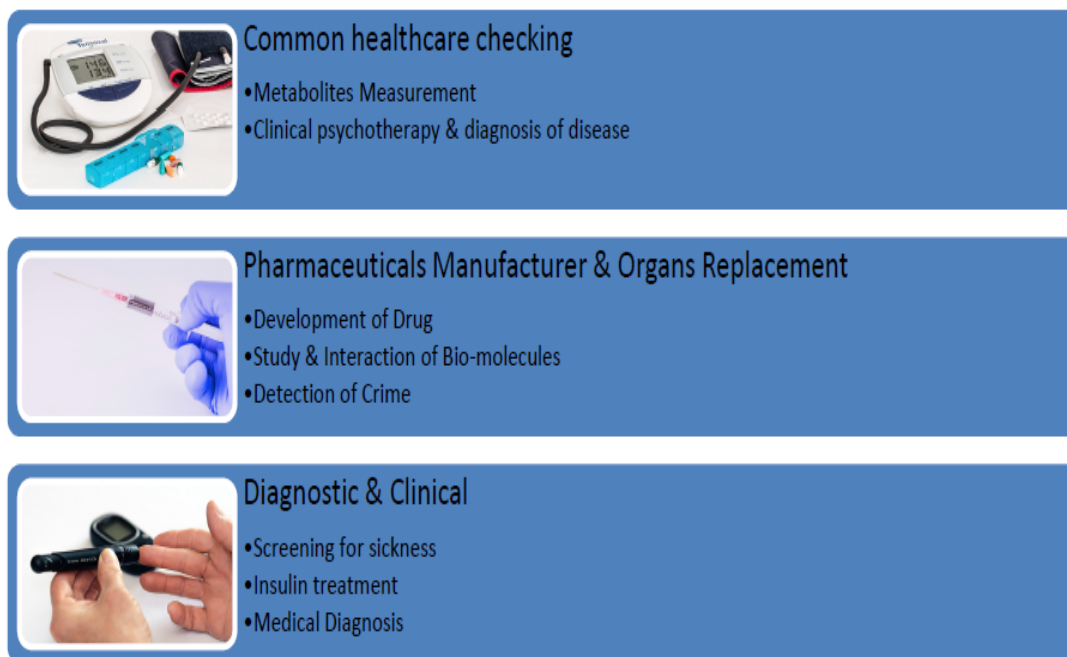 Common healthcare checking
•Metabolites Measurement
•Clinical psychotherapy & diagnosis of disease
Pharmaceuticals Manufacturer & Organs Replacement
•Development of Drug
•Study & Interaction of Bio-molecules
•Detection of Crime
Diagnostic & Clinical
•Screening for sickness
•Insulin treatment
•Medical Diagnosis